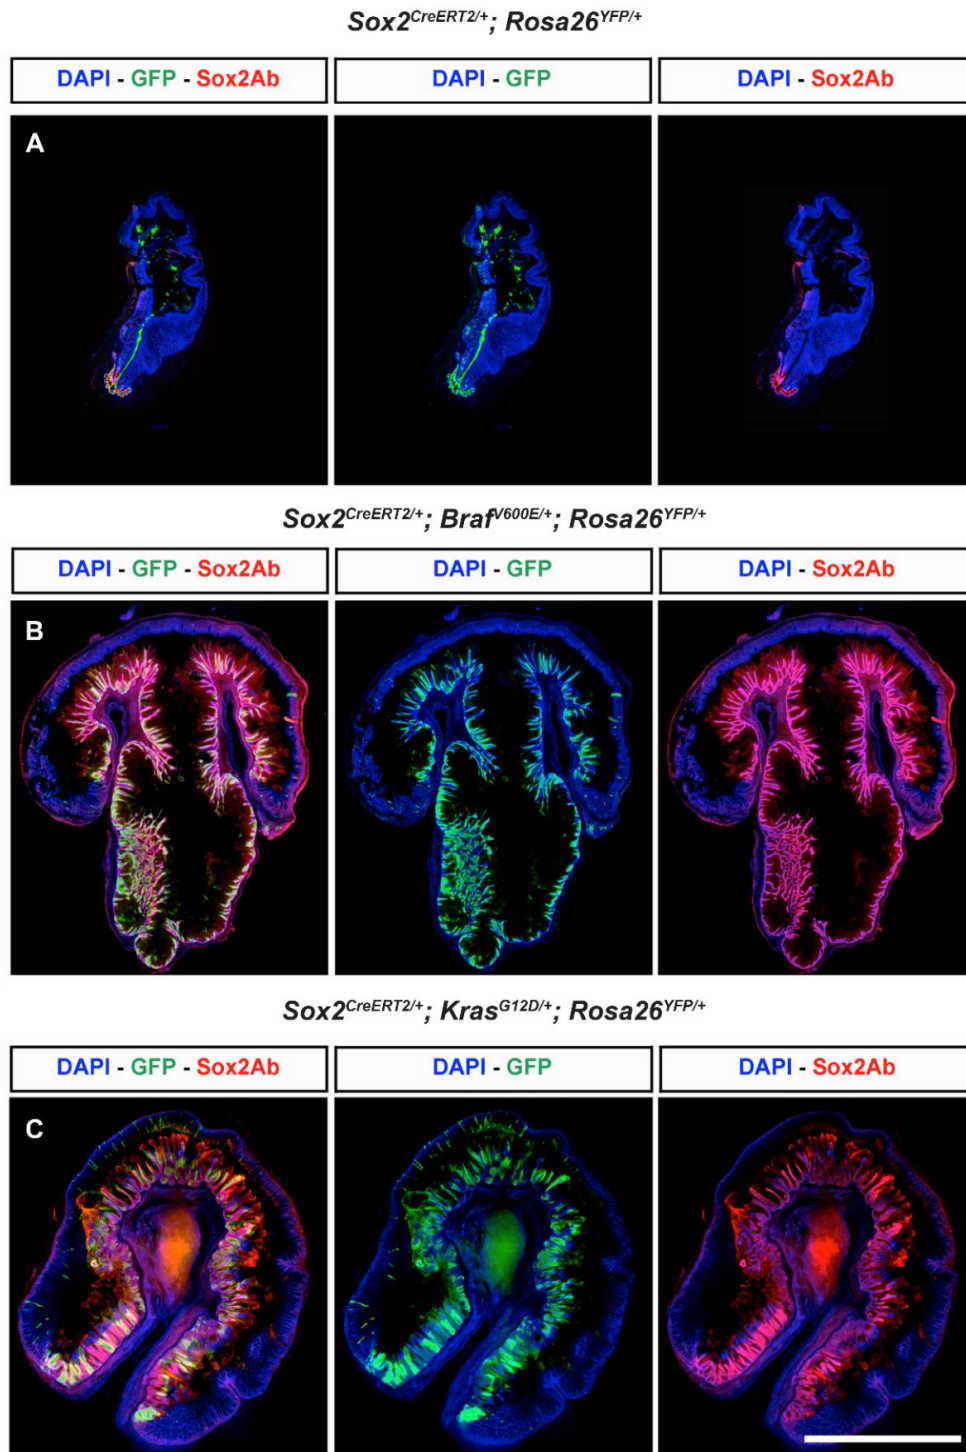 Sox2CreERT2/+; Rosa26YFP/+
DAPI - GFP - Sox2Ab
DAPI - GFP
DAPI - Sox2Ab
A
Sox2CreERT2/+; BrafV600E/+; Rosa26YFP/+
DAPI - GFP - Sox2Ab
DAPI - GFP
DAPI - Sox2Ab
B
Sox2CreERT2/+; KrasG12D/+; Rosa26YFP/+
DAPI - GFP - Sox2Ab
DAPI - GFP
DAPI - Sox2Ab
C